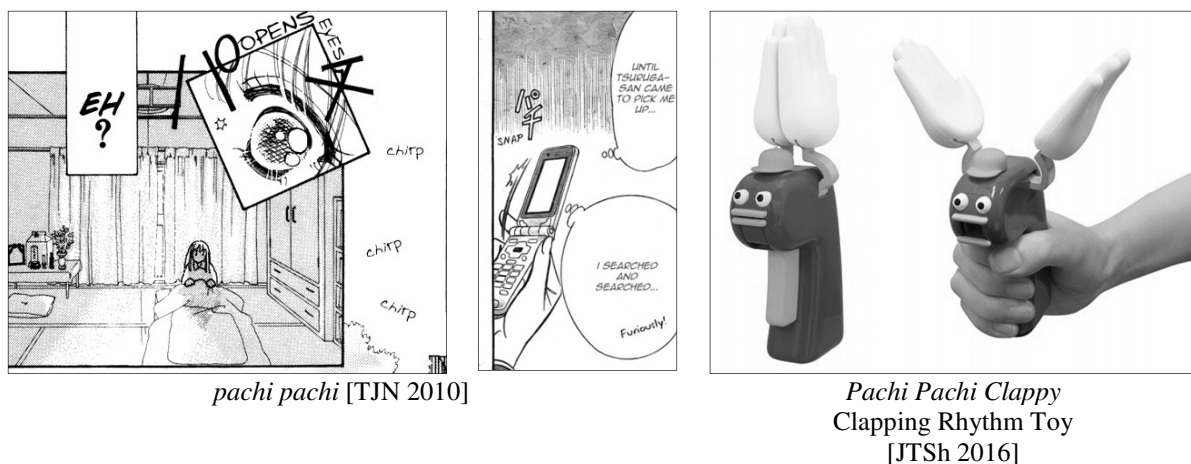 EH
?
OPENS
EYES
パチ
chirp
chirp
chirp
UNTIL
TSURUGA-
SAN CAME
TO PICK ME
UP...
パ
チ
SNAP
I SEARCHED
AND
SEARCHED...
Furiously!
pachi pachi [TJN 2010]
Pachi Pachi Clappy
Clapping Rhythm Toy
[JTSh 2016]